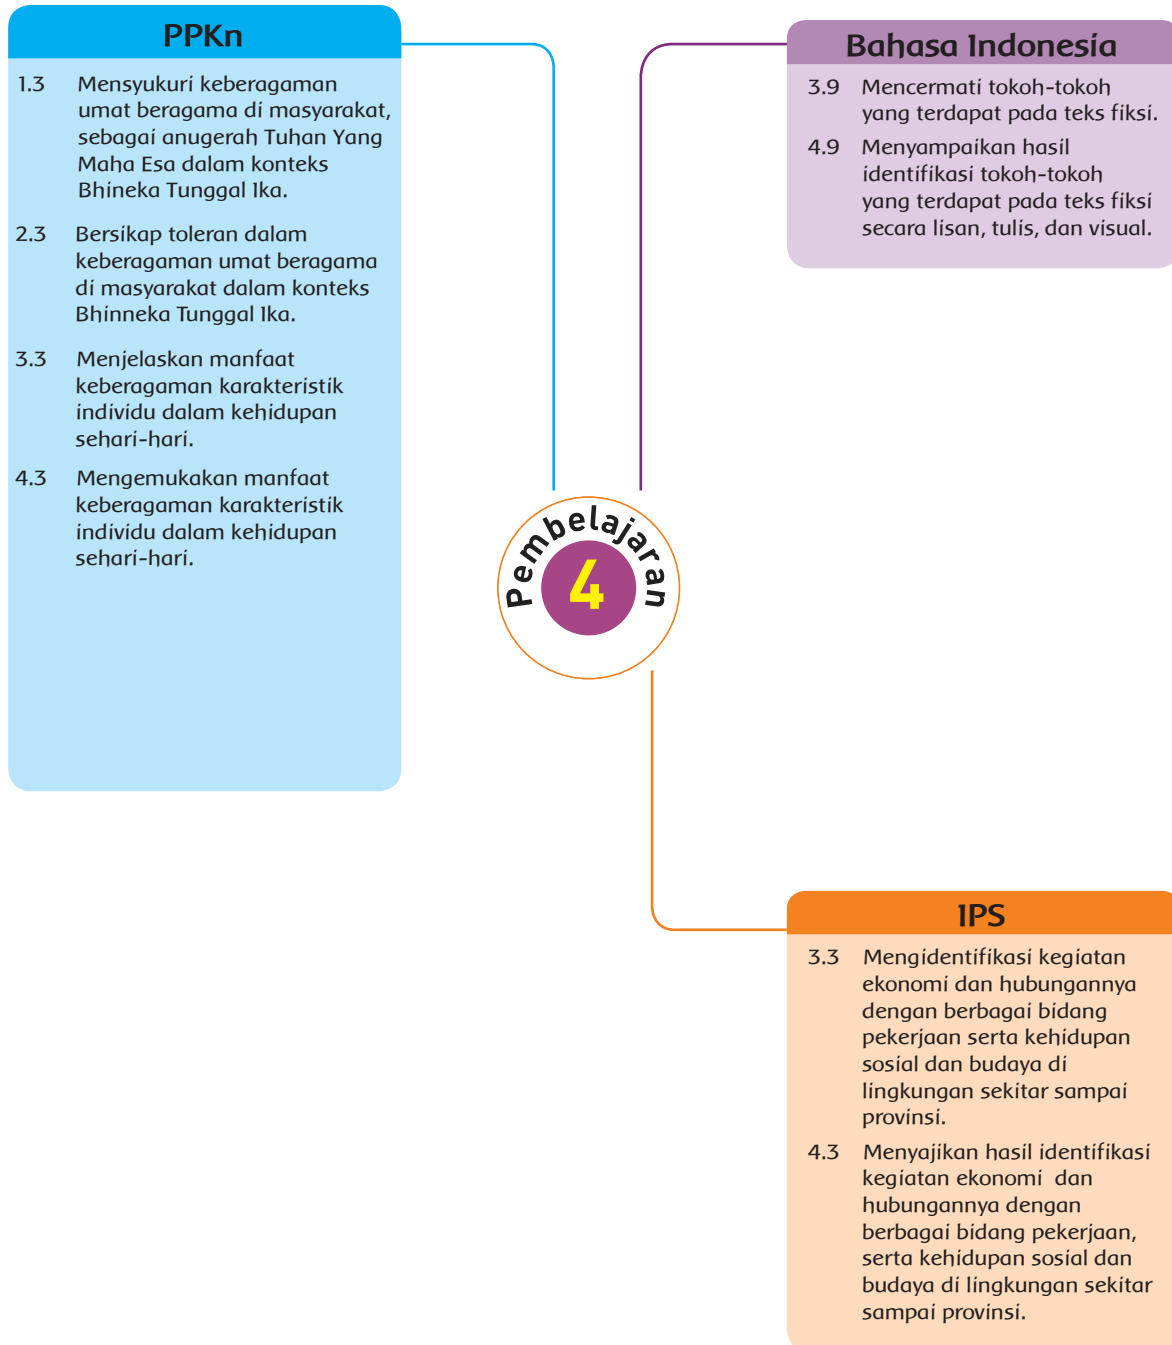 PPKn
1.3 Mensyukuri keberagaman
umat beragama di masyarakat,
sebagai anugerah Tuhan Yang
Maha Esa dalam konteks
Bhineka Tunggal Ika.
2.3 Bersikap toleran dalam
keberagaman umat beragama
di masyarakat dalam konteks
Bhinneka Tunggal Ika.
3.3 Menjelaskan manfaat
keberagaman karakteristik
individu dalam kehidupan
sehari-hari.
4.3 Mengemukakan manfaat
keberagaman karakteristik
individu dalam kehidupan
sehari-hari.
Bahasa Indonesia
3.9 Mencermati tokoh-tokoh
yang terdapat pada teks fiksi.
4.9 Menyampaikan hasil
identifikasi tokoh-tokoh
yang terdapat pada teks fiksi
secara lisan, tulis, dan visual.
Pembelajaran
4
IPS
3.3 Mengidentifikasi kegiatan
ekonomi dan hubungannya
dengan berbagai bidang
pekerjaan serta kehidupan
sosial dan budaya di
lingkungan sekitar sampai
provinsi.
4.3 Menyajikan hasil identifikasi
kegiatan ekonomi dan
hubungannya dengan
berbagai bidang pekerjaan,
serta kehidupan sosial dan
budaya di lingkungan sekitar
sampai provinsi.